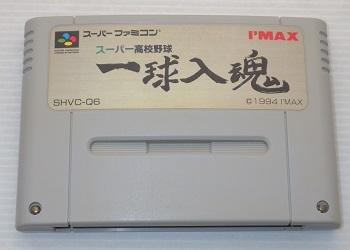 スーパーファミコン
I'MAX
スーパー高校野球
一球入魂
SHVC-Q6
©1994 I'MAX